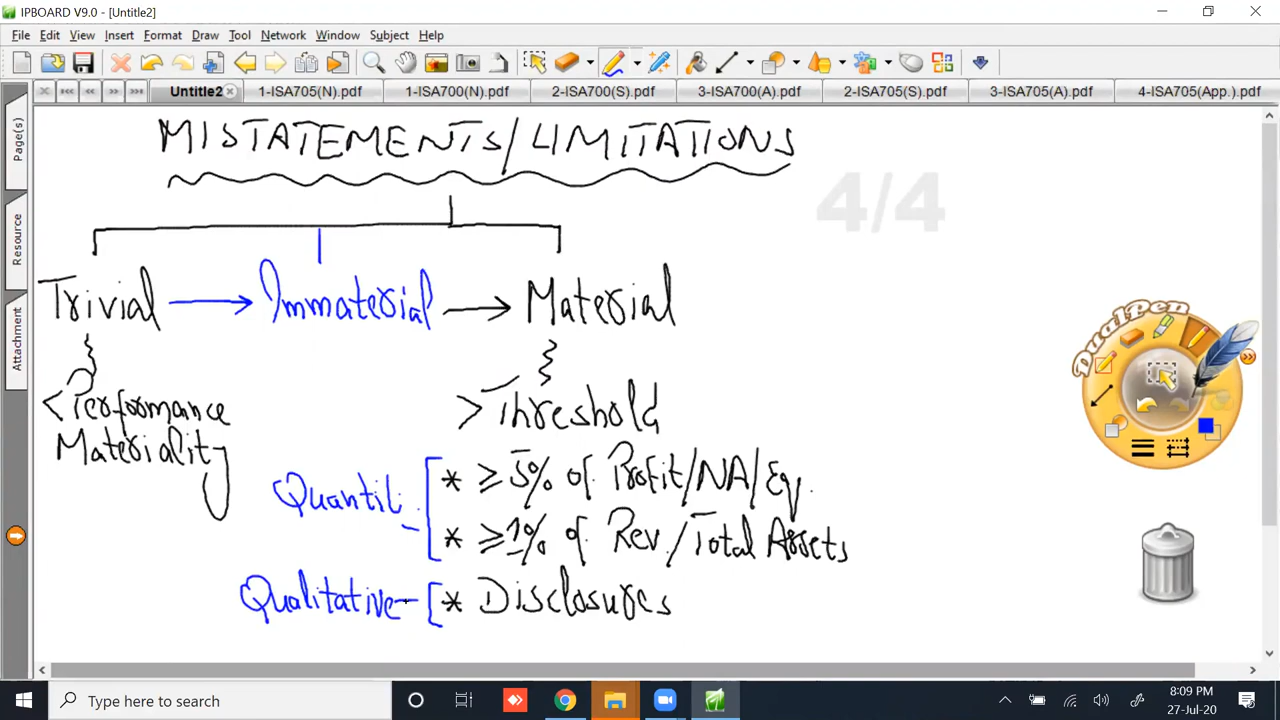 IPBOARD V9.0 - [Untitle2]
File Edit View Insert Format Draw Tool Network Window Subject Help
Untitle2 1-ISA705(N).pdf 1-ISA700(N).pdf 2-ISA700(S).pdf 3-ISA700(A).pdf 2-ISA705(S).pdf 3-ISA705(A).pdf 4-ISA705(App.).pdf
Page(s)
Resource
Attachment
MISTATEMENTS/LIMITATIONS
4/4
Trivial → Immaterial → Material
< Performance
Materiality
> Threshold
Quantit.
* ≥ 5% of Profit/NA/Eq.
* ≥ 1% of Rev./Total Assets
Qualitative - [* Disclosures
DualPen
Type here to search
8:09 PM
27-Jul-20